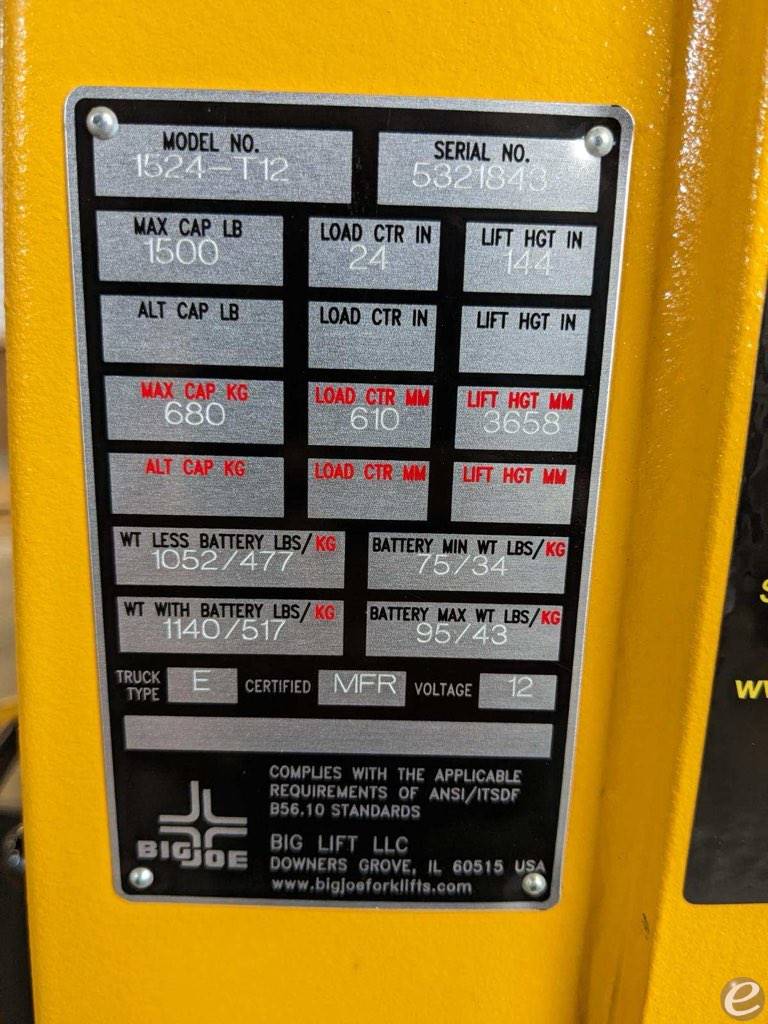 MODEL NO. SERIAL NO.
1524-T12 5321843
MAX CAP LB LOAD CTR IN LIFT HGT IN
1500 24 144
ALT CAP LB LOAD CTR IN LIFT HGT IN
MAX CAP KG LOAD CTR MM LIFT HGT MM
680 610 3658
ALT CAP KG LOAD CTR MM LIFT HGT MM
WT LESS BATTERY LBS/KG BATTERY MIN WT LBS/KG
1052/477 75/34
WT WITH BATTERY LBS/KG BATTERY MAX WT LBS/KG
1140/517 95/43
TRUCK TYPE E CERTIFIED MFR VOLTAGE 12
COMPLIES WITH THE APPLICABLE
REQUIREMENTS OF ANSI/ITSDF
B56.10 STANDARDS
BIG JOE
BIG LIFT LLC
DOWNERS GROVE, IL 60515 USA
www.bigjoeforklifts.com
e